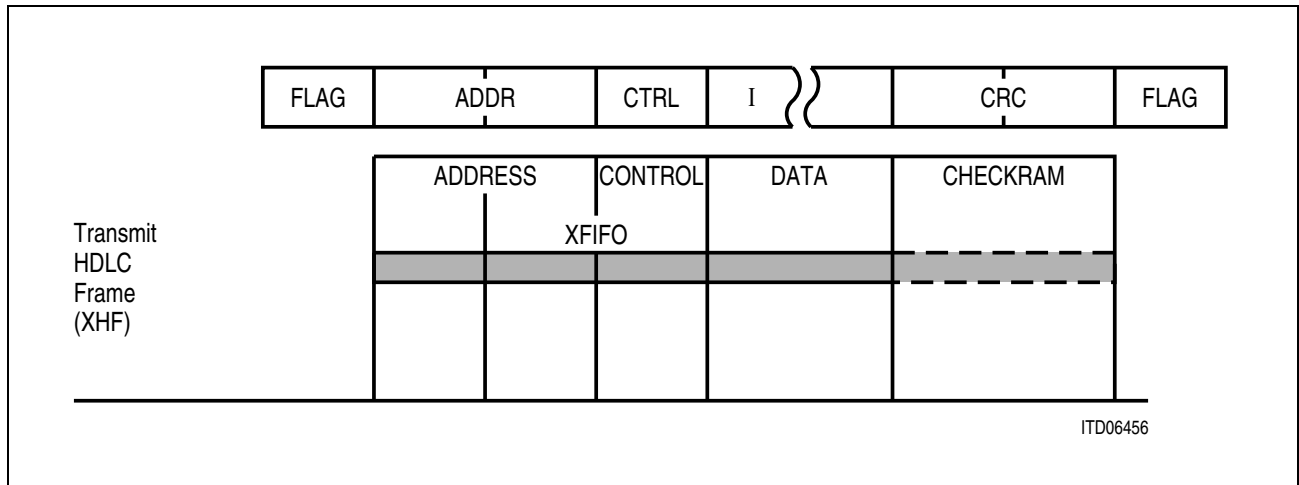 FLAG ADDR CTRL I CRC FLAG
ADDRESS CONTROL DATA CHECKRAM
XFIFO
Transmit
HDLC
Frame
(XHF)
ITD06456